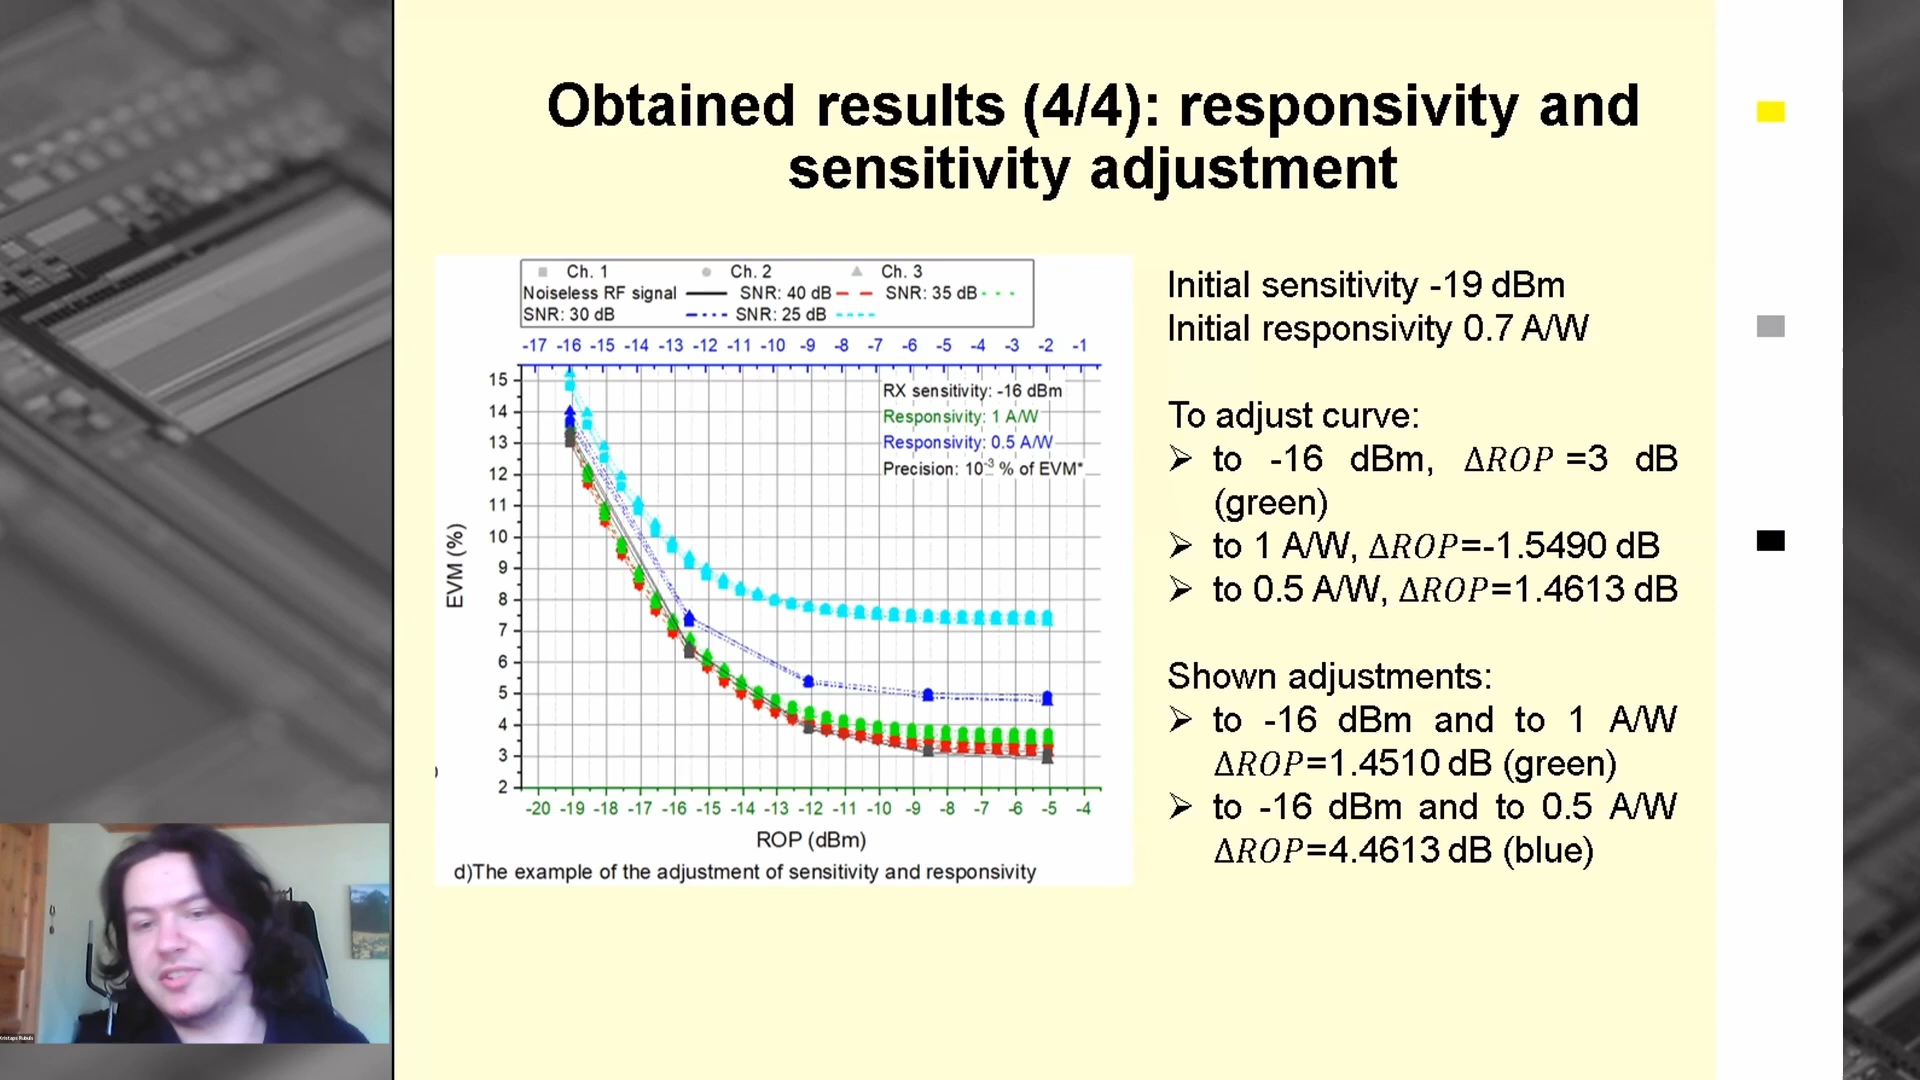 Obtained results (4/4): responsivity and
sensitivity adjustment
Ch. 1 Ch. 2 Ch. 3
Noiseless RF signal SNR: 40 dB SNR: 35 dB
SNR: 30 dB SNR: 25 dB
-17 -16 -15 -14 -13 -12 -11 -10 -9 -8 -7 -6 -5 -4 -3 -2 -1
15
14
13
12
11
10
9
8
7
6
5
4
3
2
EVM (%)
RX sensitivity: -16 dBm
Responsivity: 1 A/W
Responsivity: 0.5 A/W
Precision: 10⁻³ % of EVM*
-20 -19 -18 -17 -16 -15 -14 -13 -12 -11 -10 -9 -8 -7 -6 -5 -4
ROP (dBm)
d)The example of the adjustment of sensitivity and responsivity
Initial sensitivity -19 dBm
Initial responsivity 0.7 A/W
To adjust curve:
➢ to -16 dBm, ΔROP =3 dB
(green)
➢ to 1 A/W, ΔROP=-1.5490 dB
➢ to 0.5 A/W, ΔROP=1.4613 dB
Shown adjustments:
➢ to -16 dBm and to 1 A/W
ΔROP=1.4510 dB (green)
➢ to -16 dBm and to 0.5 A/W
ΔROP=4.4613 dB (blue)